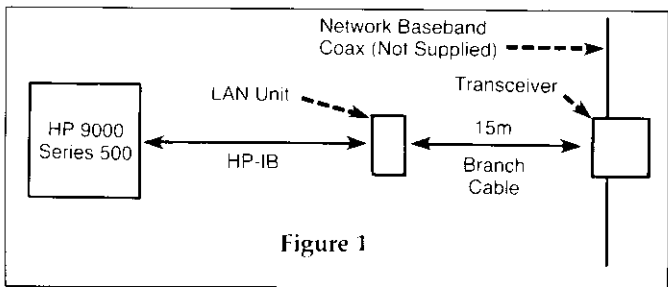 Network Baseband
Coax (Not Supplied)
LAN Unit
Transceiver
HP 9000
Series 500
HP-IB
15m
Branch
Cable
Figure 1